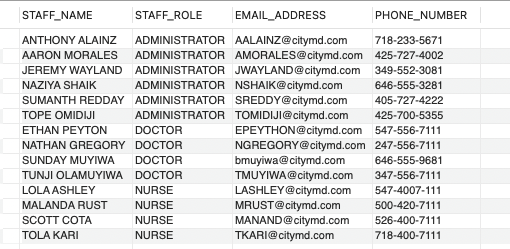 STAFF_NAME STAFF_ROLE EMAIL_ADDRESS PHONE_NUMBER
ANTHONY ALAINZ ADMINISTRATOR AALAINZ@citymd.com 718-233-5671
AARON MORALES ADMINISTRATOR AMORALES@citymd.com 425-727-4002
JEREMY WAYLAND ADMINISTRATOR JWAYLAND@citymd.com 349-552-3081
NAZIYA SHAIK ADMINISTRATOR NSHAIK@citymd.com 646-555-3281
SUMANTH REDDAY ADMINISTRATOR SREDDY@citymd.com 405-727-4222
TOPE OMIDIJI ADMINISTRATOR TOMIDIJI@citymd.com 425-700-5355
ETHAN PEYTON DOCTOR EPEYTHON@citymd.com 547-556-7111
NATHAN GREGORY DOCTOR NGREGORY@citymd.com 247-556-7111
SUNDAY MUYIWA DOCTOR bmuyiwa@citymd.com 646-555-9681
TUNJI OLAMUYIWA DOCTOR TMUYIWA@citymd.com 347-556-7111
LOLA ASHLEY NURSE LASHLEY@citymd.com 547-4007-111
MALANDA RUST NURSE MRUST@citymd.com 500-420-7111
SCOTT COTA NURSE MANAND@citymd.com 526-400-7111
TOLA KARI NURSE TKARI@citymd.com 718-400-7111